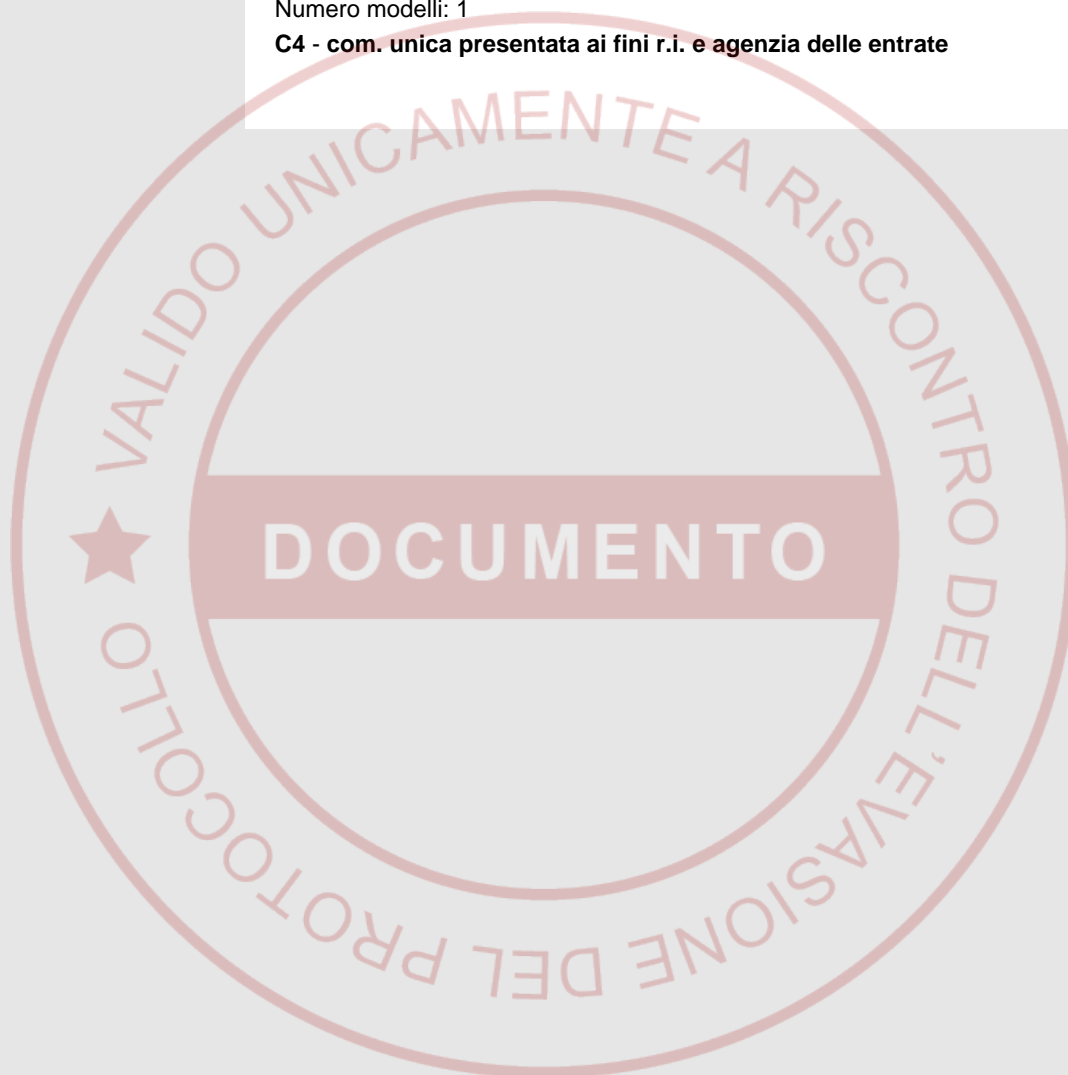 Numero modelli: 1
C4 - com. unica presentata ai fini r.i. e agenzia delle entrate
VALIDO UNICAMENTE A RISCONTRO DELL'EVASIONE DEL PROTOCOLLO
DOCUMENTO